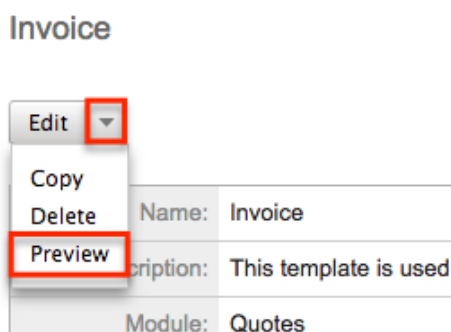 Invoice
Edit
Copy
Delete
Preview
Name: Invoice
cription: This template is used
Module: Quotes